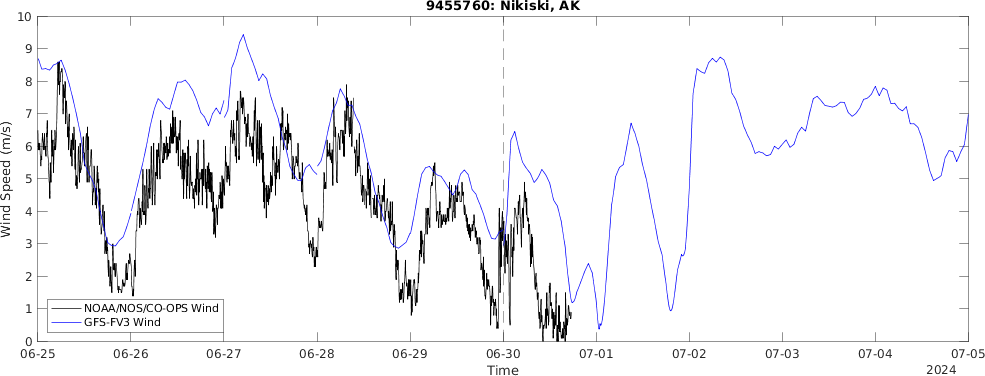 9455760: Nikiski, AK
Wind Speed (m/s)
10
9
8
7
6
5
4
3
2
1
0
NOAA/NOS/CO-OPS Wind
GFS-FV3 Wind
06-25 06-26 06-27 06-28 06-29 06-30 07-01 07-02 07-03 07-04 07-05
Time
2024